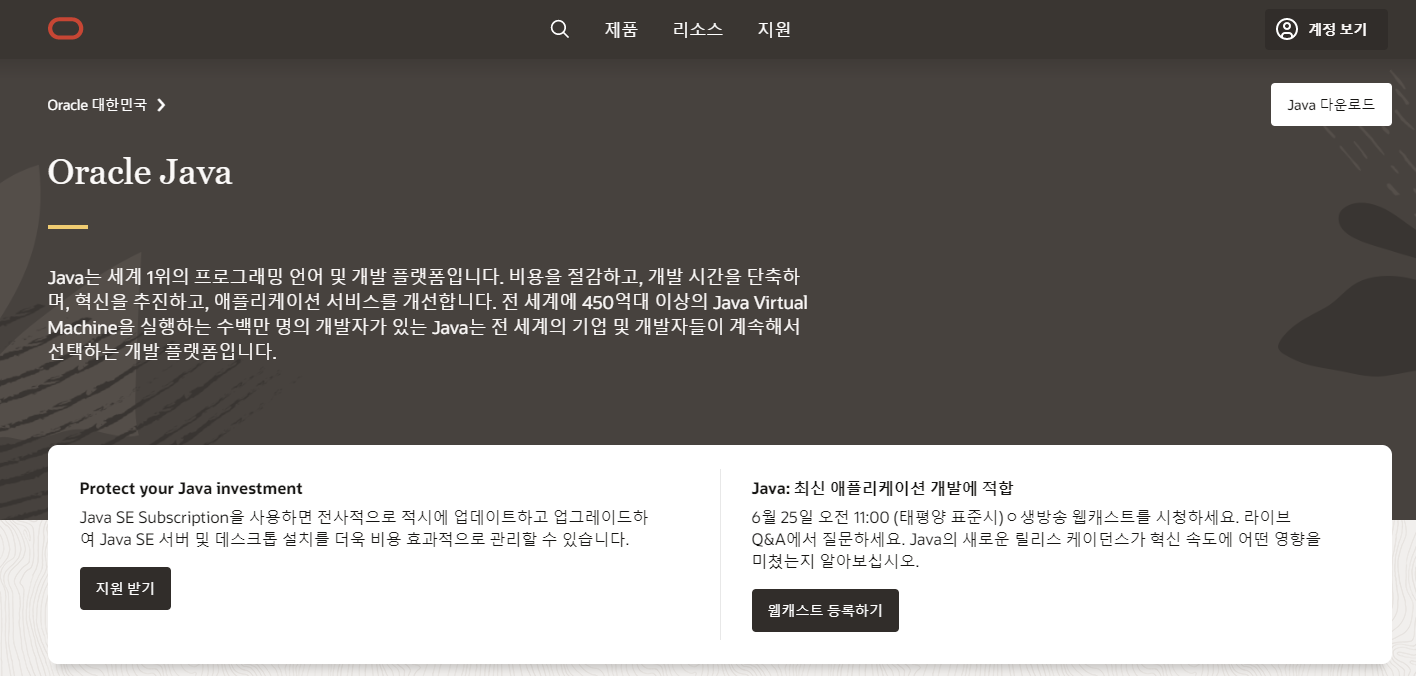 제품
리소스
지원
계정 보기
Oracle 대한민국
Java 다운로드
Oracle Java
Java는 세계 1위의 프로그래밍 언어 및 개발 플랫폼입니다. 비용을 절감하고, 개발 시간을 단축하
며, 혁신을 추진하고, 애플리케이션 서비스를 개선합니다. 전 세계에 450억대 이상의 Java Virtual
Machine을 실행하는 수백만 명의 개발자가 있는 Java는 전 세계의 기업 및 개발자들이 계속해서
선택하는 개발 플랫폼입니다.
Protect your Java investment
Java SE Subscription을 사용하면 전사적으로 적시에 업데이트하고 업그레이드하
여 Java SE 서버 및 데스크톱 설치를 더욱 비용 효과적으로 관리할 수 있습니다.
지원 받기
Java: 최신 애플리케이션 개발에 적합
6월 25일 오전 11:00 (태평양 표준시)ㅇ생방송 웹캐스트를 시청하세요. 라이브
Q&A에서 질문하세요. Java의 새로운 릴리스 케이던스가 혁신 속도에 어떤 영향을
미쳤는지 알아보십시오.
웹캐스트 등록하기